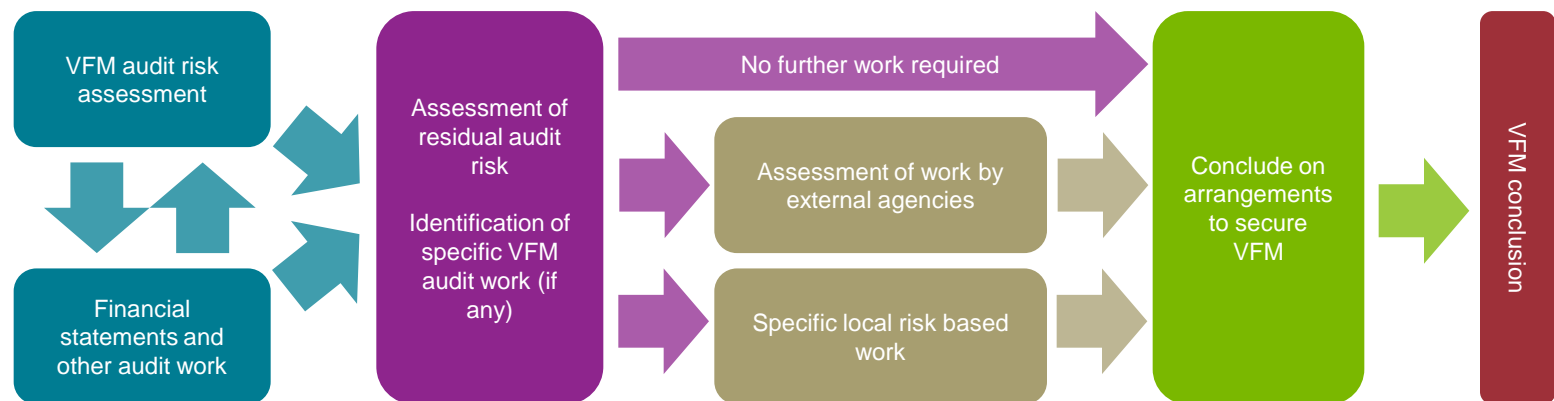 VFM audit risk
assessment
Financial
statements and
other audit work
Assessment of
residual audit
risk
Identification of
specific VFM
audit work (if
any)
No further work required
Assessment of work by
external agencies
Specific local risk based
work
Conclude on
arrangements
to secure
VFM
VFM conclusion